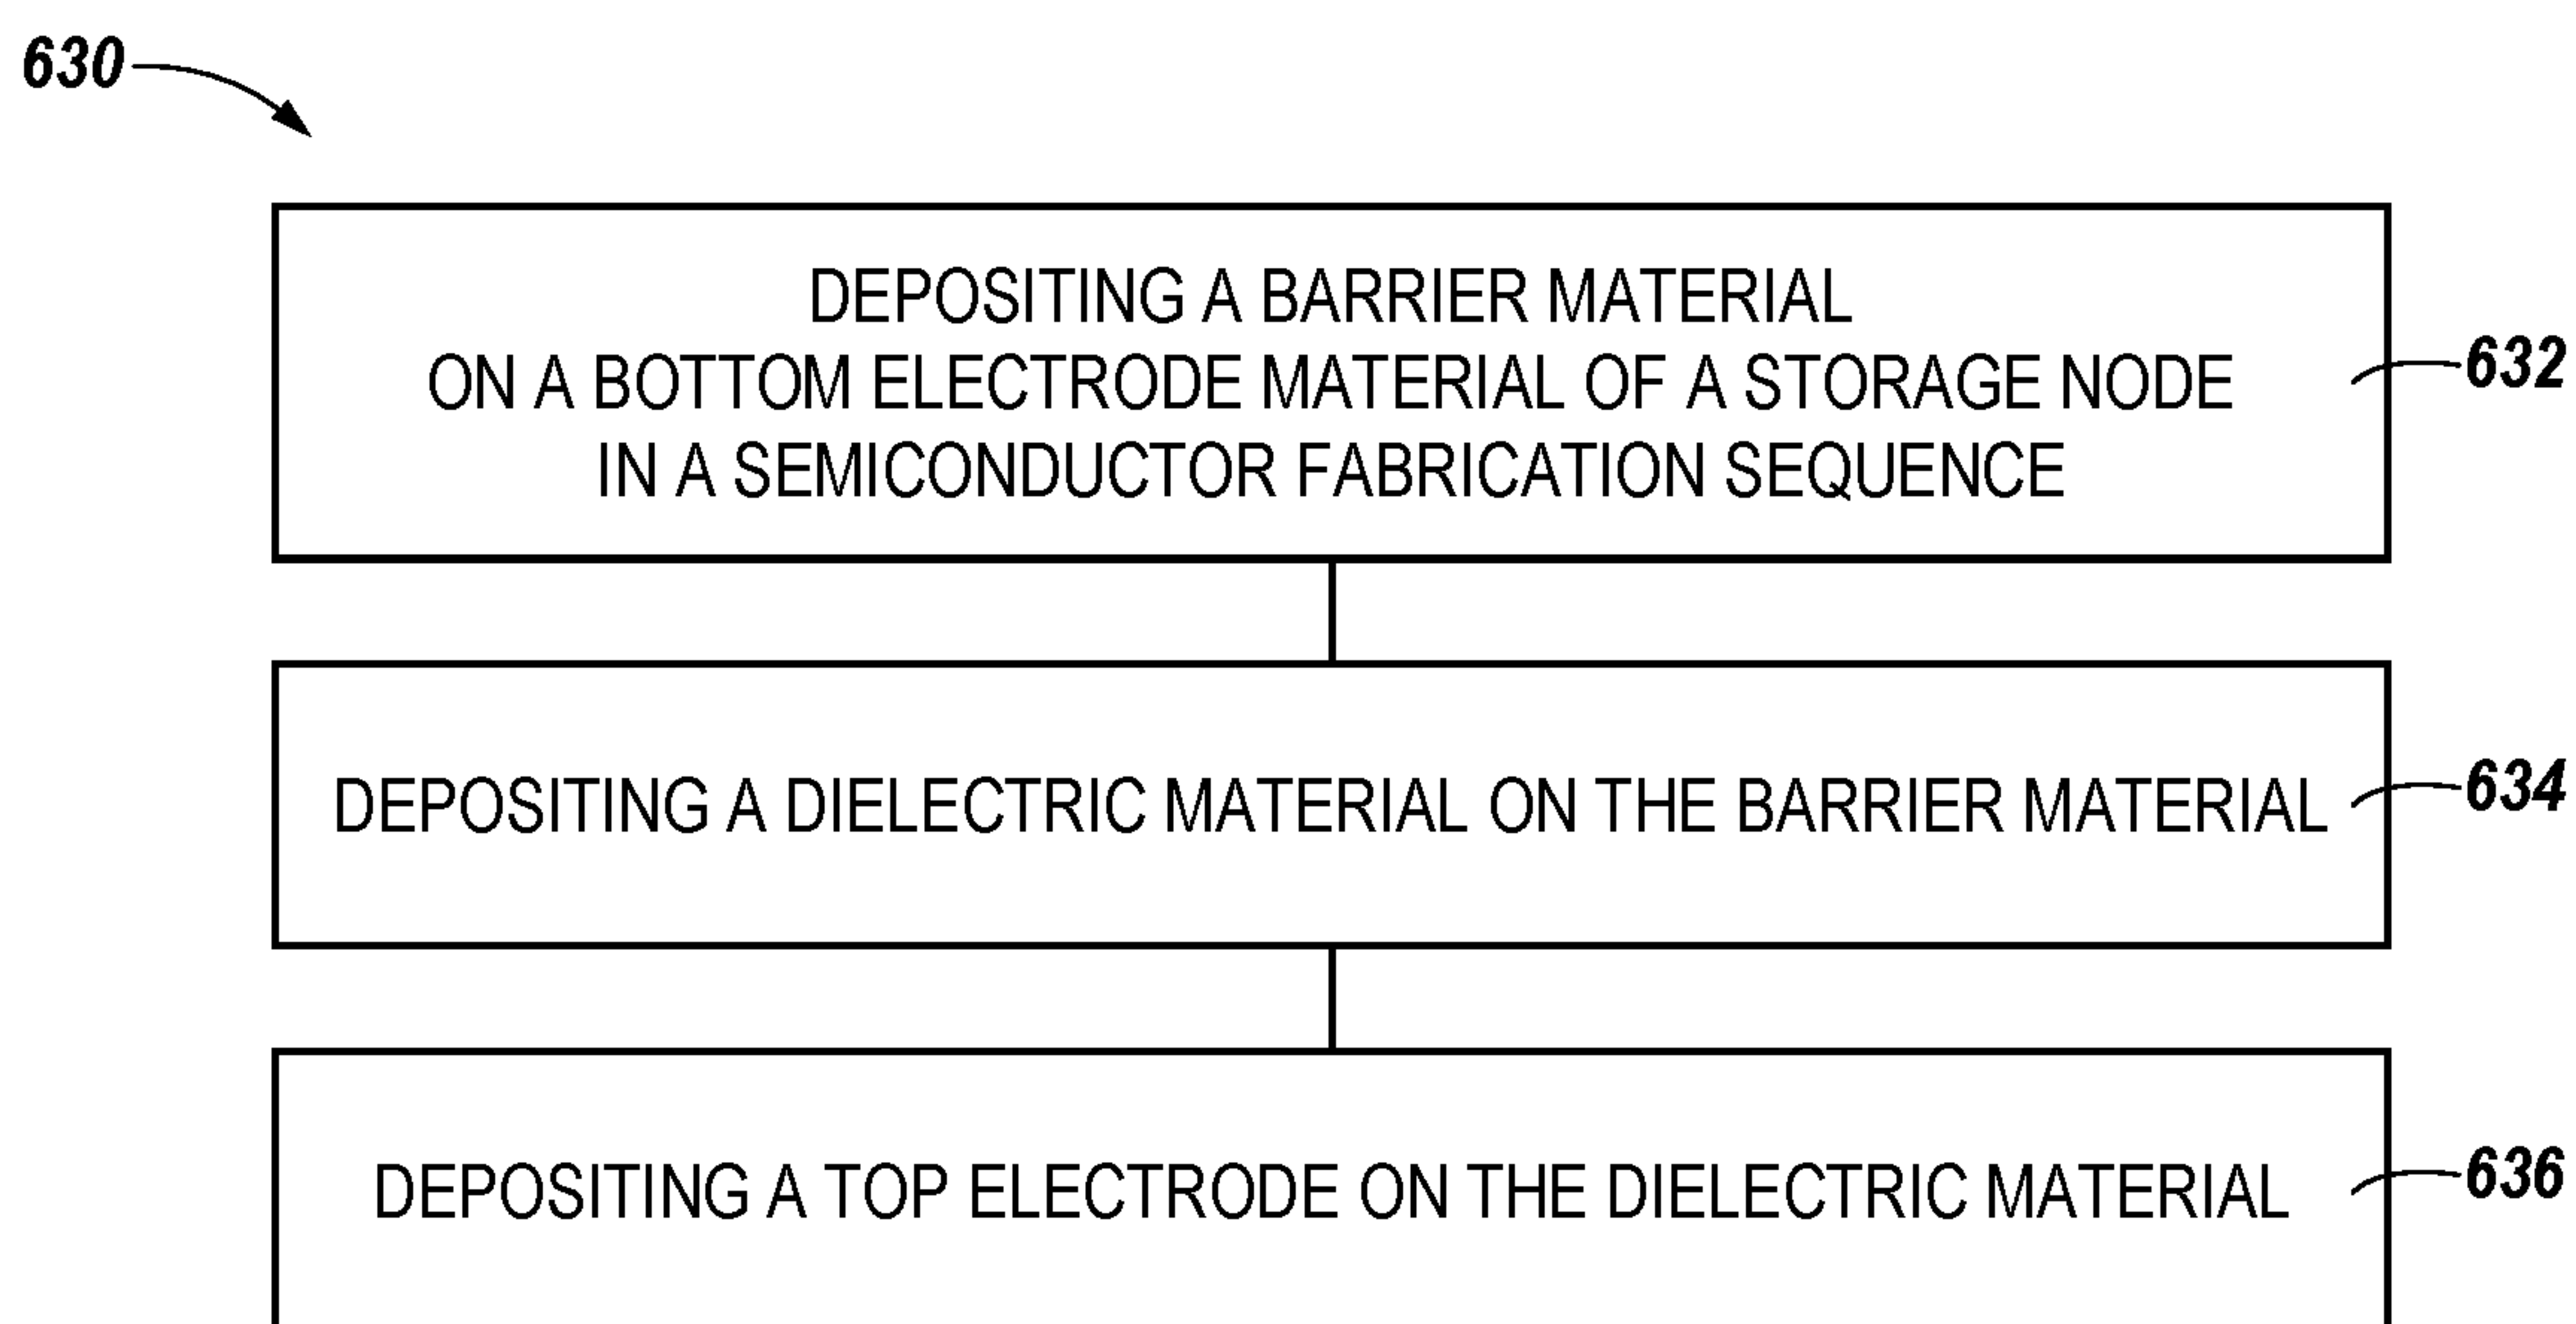 630
DEPOSITING A BARRIER MATERIAL
ON A BOTTOM ELECTRODE MATERIAL OF A STORAGE NODE
IN A SEMICONDUCTOR FABRICATION SEQUENCE
632
DEPOSITING A DIELECTRIC MATERIAL ON THE BARRIER MATERIAL
634
DEPOSITING A TOP ELECTRODE ON THE DIELECTRIC MATERIAL
636